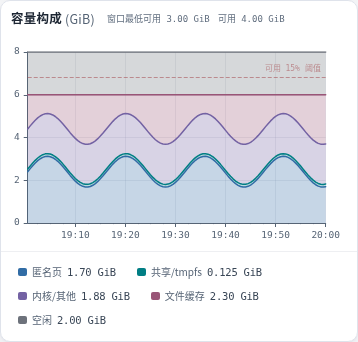 容量构成 (GiB) 窗口最低可用 3.00 GiB 可用 4.00 GiB
8
可用 15% 阈值
6
4
2
0
19:10 19:20 19:30 19:40 19:50 20:00
匿名页 1.70 GiB 共享/tmpfs 0.125 GiB
内核/其他 1.88 GiB 文件缓存 2.30 GiB
空闲 2.00 GiB